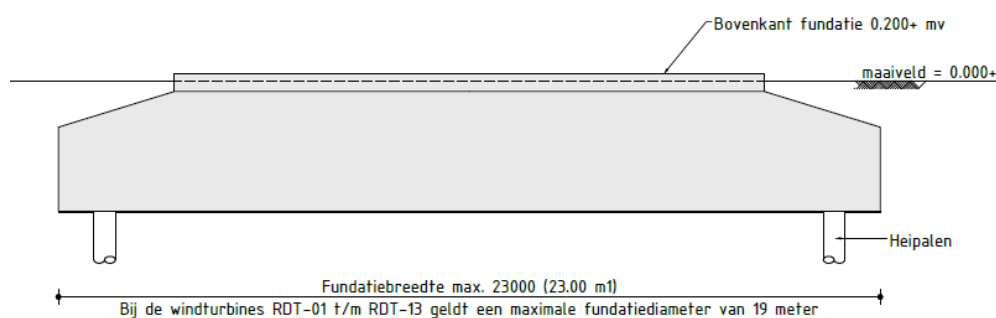 Bovenkant fundatie 0.200+ mv
maaiveld = 0.000+
Heipalen
Fundatiebreedte max. 23000 (23.00 m1)
Bij de windturbines RDT-01 t/m RDT-13 geldt een maximale fundatiediameter van 19 meter